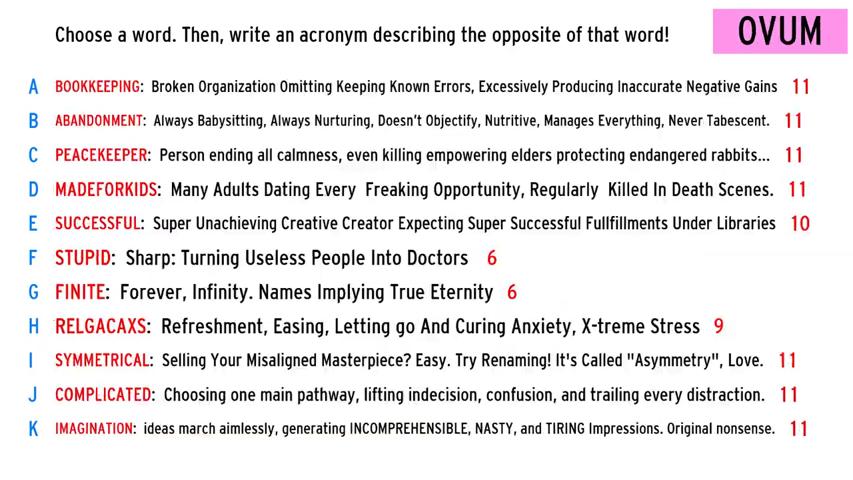 Choose a word. Then, write an acronym describing the opposite of that word!
OVUM
A BOOKKEEPING: Broken Organization Omitting Keeping Known Errors, Excessively Producing Inaccurate Negative Gains 11
B ABANDONMENT: Always Babysitting, Always Nurturing, Doesn't Objectify, Nutritive, Manages Everything, Never Tabescent. 11
C PEACEKEEPER: Person ending all calmness, even killing empowering elders protecting endangered rabbits... 11
D MADEFORKIDS: Many Adults Dating Every Freaking Opportunity, Regularly Killed In Death Scenes. 11
E SUCCESSFUL: Super Unachieving Creative Creator Expecting Super Successful Fullfillments Under Libraries 10
F STUPID: Sharp: Turning Useless People Into Doctors 6
G FINITE: Forever, Infinity. Names Implying True Eternity 6
H RELGACAXS: Refreshment, Easing, Letting go And Curing Anxiety, X-treme Stress 9
I SYMMETRICAL: Selling Your Misaligned Masterpiece? Easy. Try Renaming! It's Called "Asymmetry", Love. 11
J COMPLICATED: Choosing one main pathway, lifting indecision, confusion, and trailing every distraction. 11
K IMAGINATION: ideas march aimlessly, generating INCOMPREHENSIBLE, NASTY, and TIRING Impressions. Original nonsense. 11